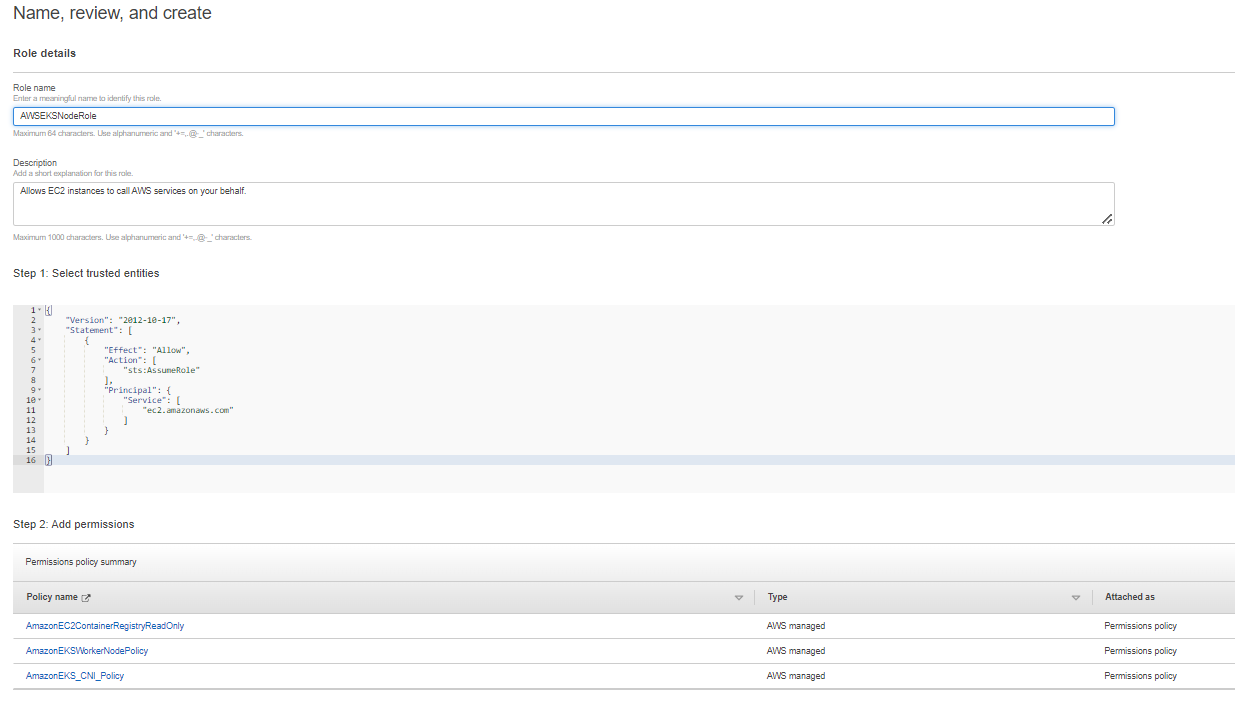 Name, review, and create
Role details
Role name
Enter a meaningful name to identify this role.
AWSEKSNodeRole
Maximum 64 characters. Use alphanumeric and '+=,.@-_' characters.
Description
Add a short explanation for this role.
Allows EC2 instances to call AWS services on your behalf.
Maximum 1000 characters. Use alphanumeric and '+=,.@-_' characters.
Step 1: Select trusted entities
1 {
2 "Version": "2012-10-17",
3 "Statement": [
4 {
5 "Effect": "Allow",
6 "Action": [
7 "sts:AssumeRole"
8 ],
9 "Principal": {
10 "Service": [
11 "ec2.amazonaws.com"
12 ]
13 }
14 }
15 ]
16 }
Step 2: Add permissions
Permissions policy summary
Policy name Type Attached as
AmazonEC2ContainerRegistryReadOnly AWS managed Permissions policy
AmazonEKSWorkerNodePolicy AWS managed Permissions policy
AmazonEKS_CNI_Policy AWS managed Permissions policy